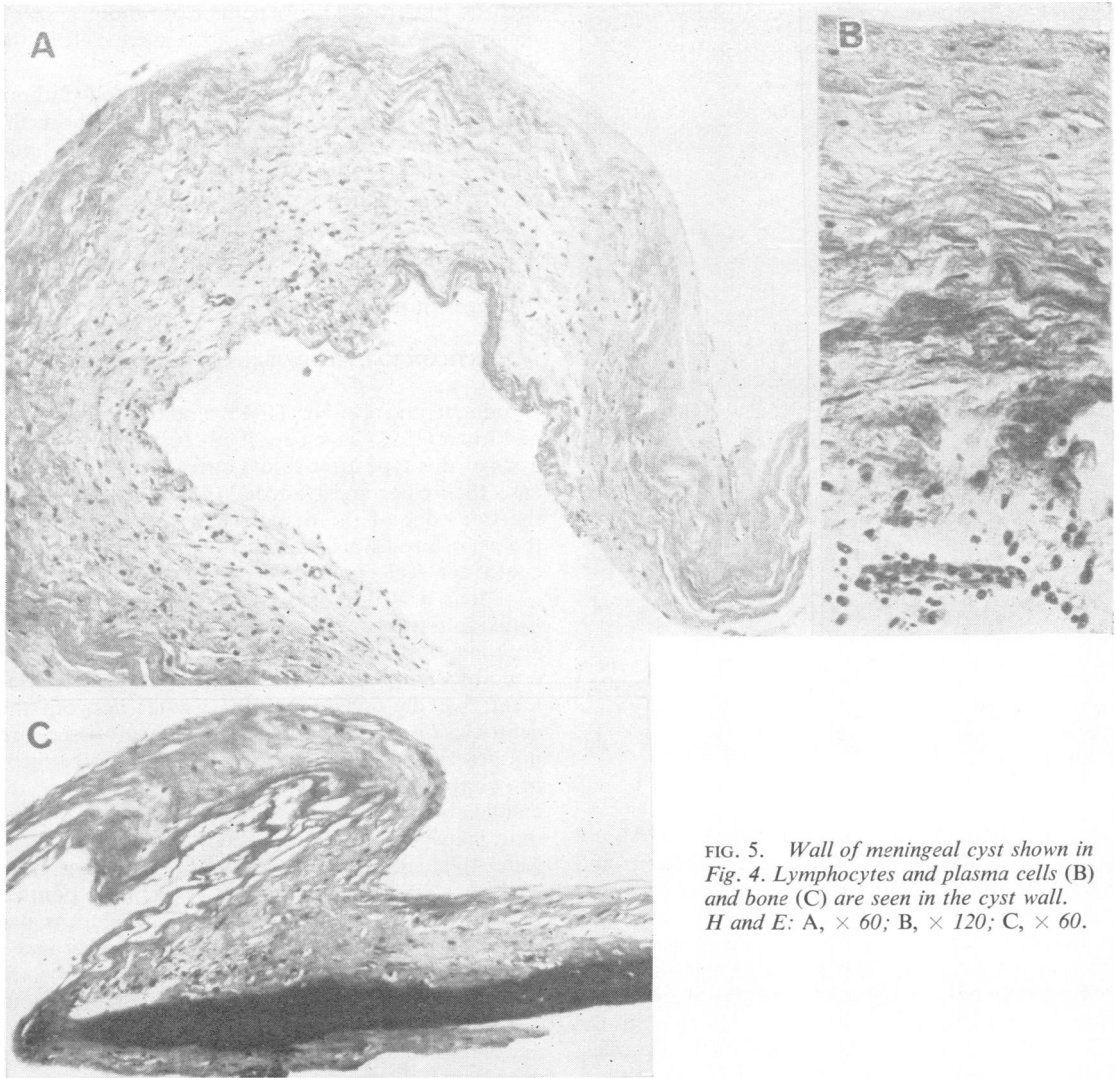 A
B
C
FIG. 5. Wall of meningeal cyst shown in
Fig. 4. Lymphocytes and plasma cells (B)
and bone (C) are seen in the cyst wall.
H and E: A, × 60; B, × 120; C, × 60.